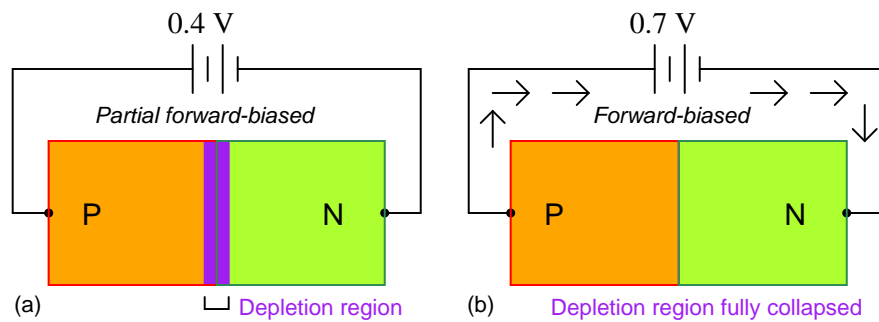 0.4 V
Partial forward-biased
P
N
(a)
Depletion region
0.7 V
Forward-biased
P
N
(b)
Depletion region fully collapsed